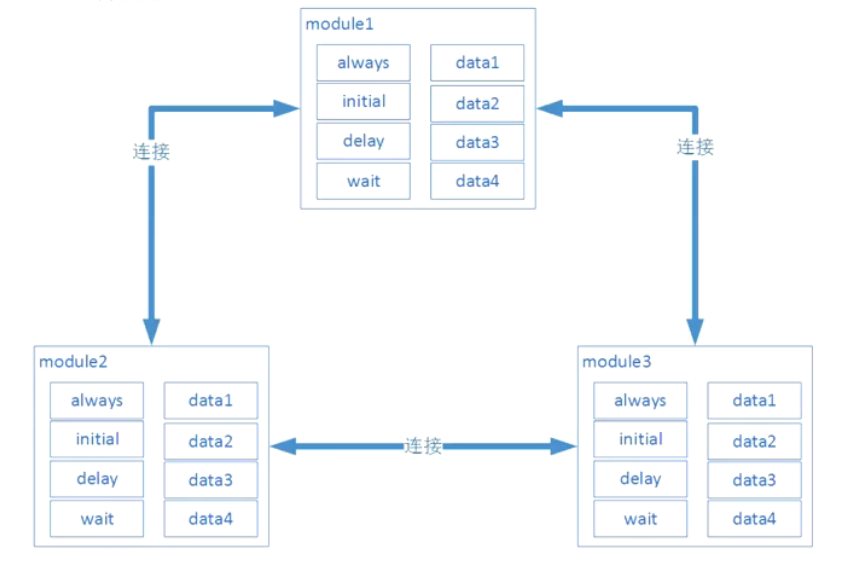 module1
always data1
initial data2
delay data3
wait data4
连接
连接
module2
always data1
initial data2
delay data3
wait data4
连接
module3
always data1
initial data2
delay data3
wait data4